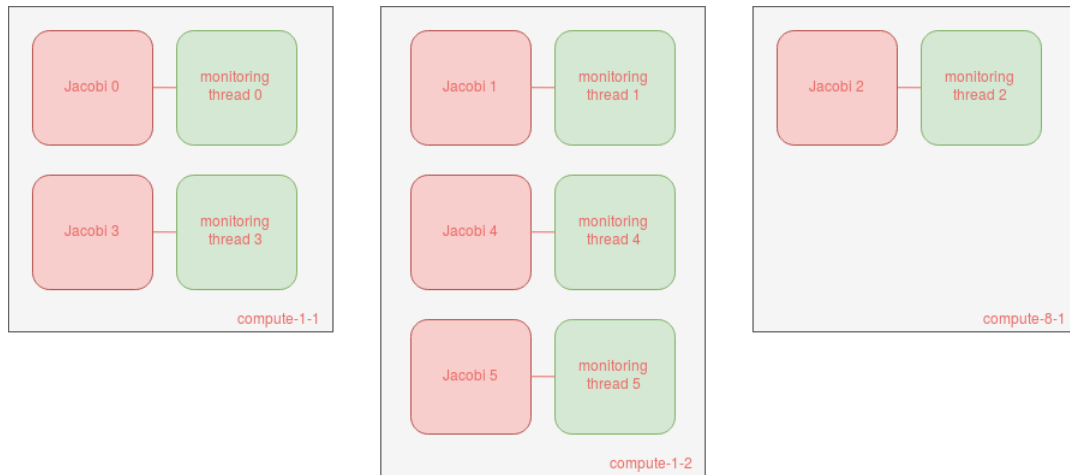 Jacobi 0
monitoring
thread 0
Jacobi 3
monitoring
thread 3
compute-1-1
Jacobi 1
monitoring
thread 1
Jacobi 4
monitoring
thread 4
Jacobi 5
monitoring
thread 5
compute-1-2
Jacobi 2
monitoring
thread 2
compute-8-1